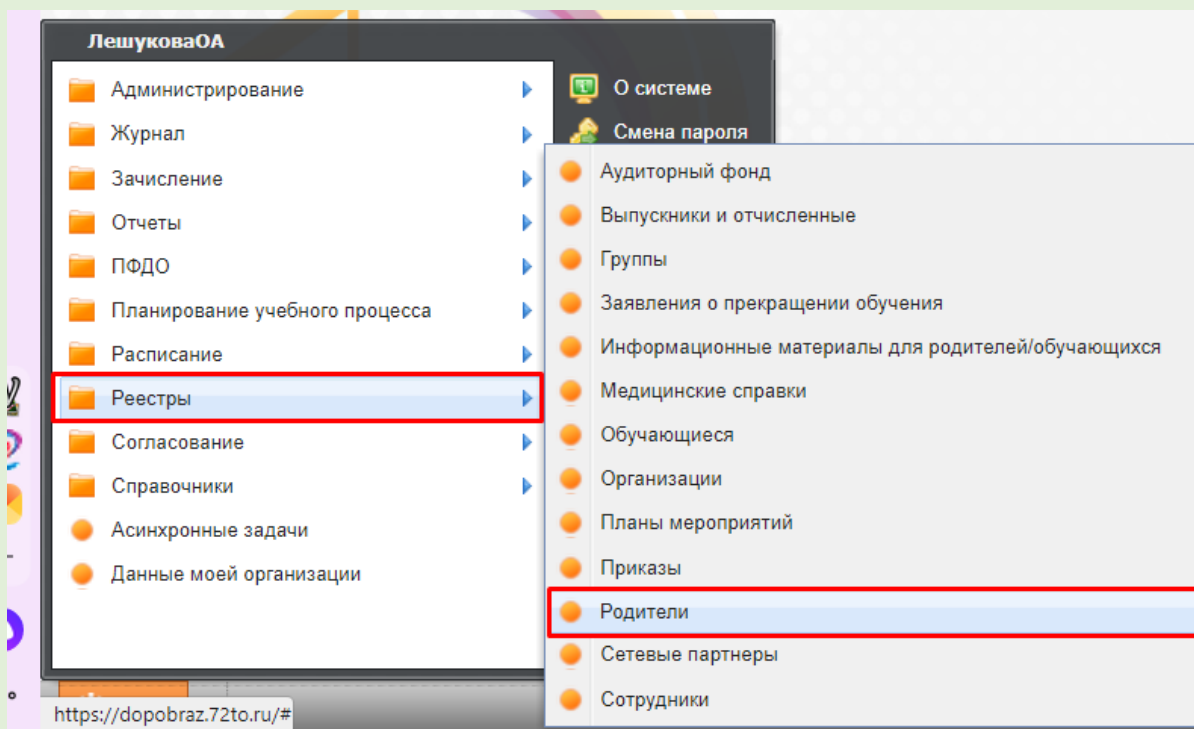 ЛешуковаОА
Администрирование
Журнал
Зачисление
Отчеты
ПФДО
Планирование учебного процесса
Расписание
Реестры
Согласование
Справочники
Асинхронные задачи
Данные моей организации
О системе
Смена пароля
Аудиторный фонд
Выпускники и отчисленные
Группы
Заявления о прекращении обучения
Информационные материалы для родителей/обучающихся
Медицинские справки
Обучающиеся
Организации
Планы мероприятий
Приказы
Родители
Сетевые партнеры
Сотрудники
https://dopobraz.72to.ru/#